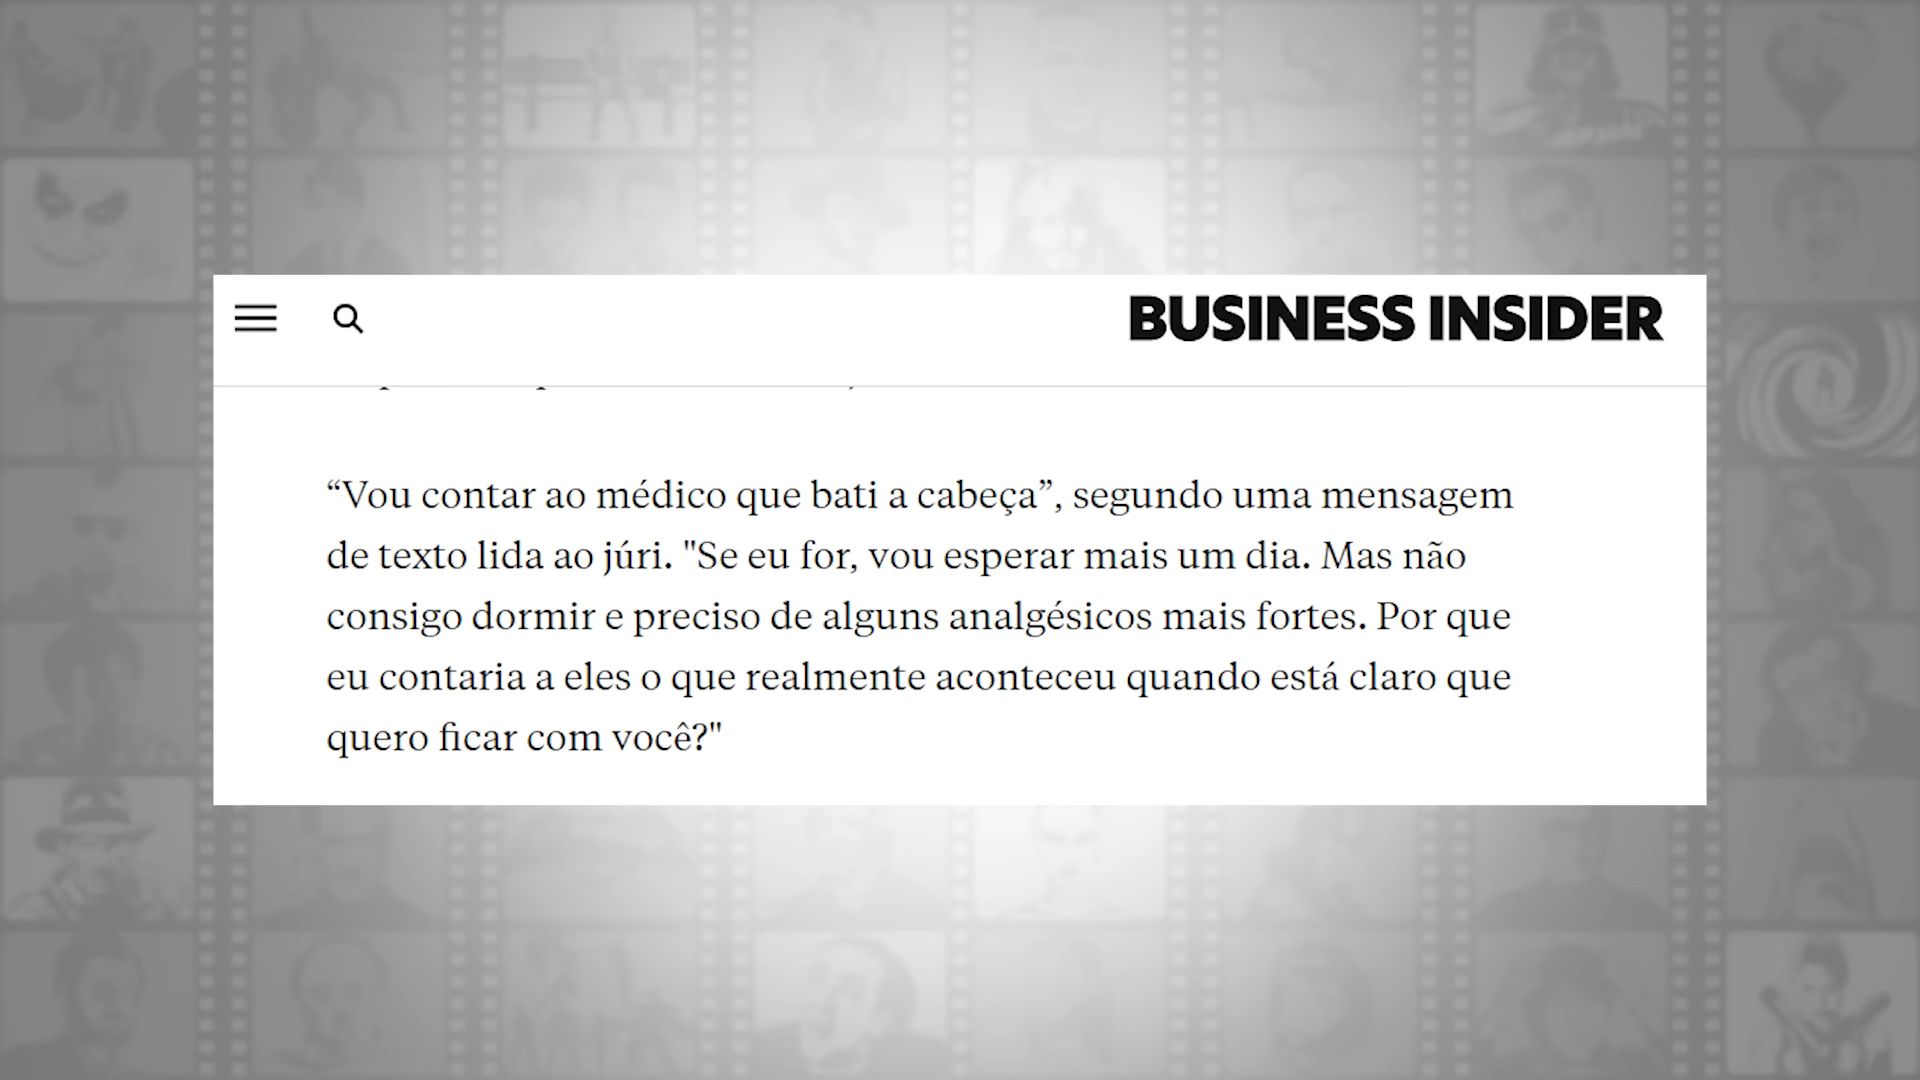 BUSINESS INSIDER
“Vou contar ao médico que bati a cabeça”, segundo uma mensagem
de texto lida ao júri. "Se eu for, vou esperar mais um dia. Mas não
consigo dormir e preciso de alguns analgésicos mais fortes. Por que
eu contaria a eles o que realmente aconteceu quando está claro que
quero ficar com você?"